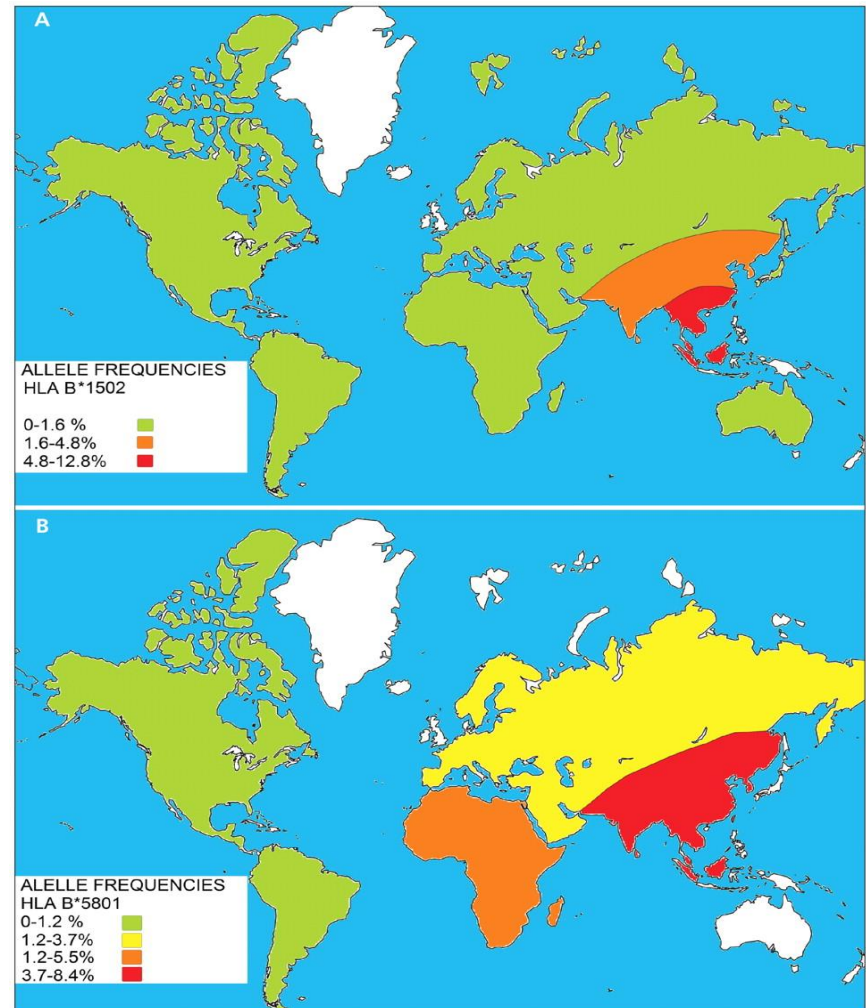 A
ALLELE FREQUENCIES
HLA B*1502
0-1.6 %
1.6-4.8%
4.8-12.8%
B
ALELLE FREQUENCIES
HLA B*5801
0-1.2 %
1.2-3.7%
1.2-5.5%
3.7-8.4%